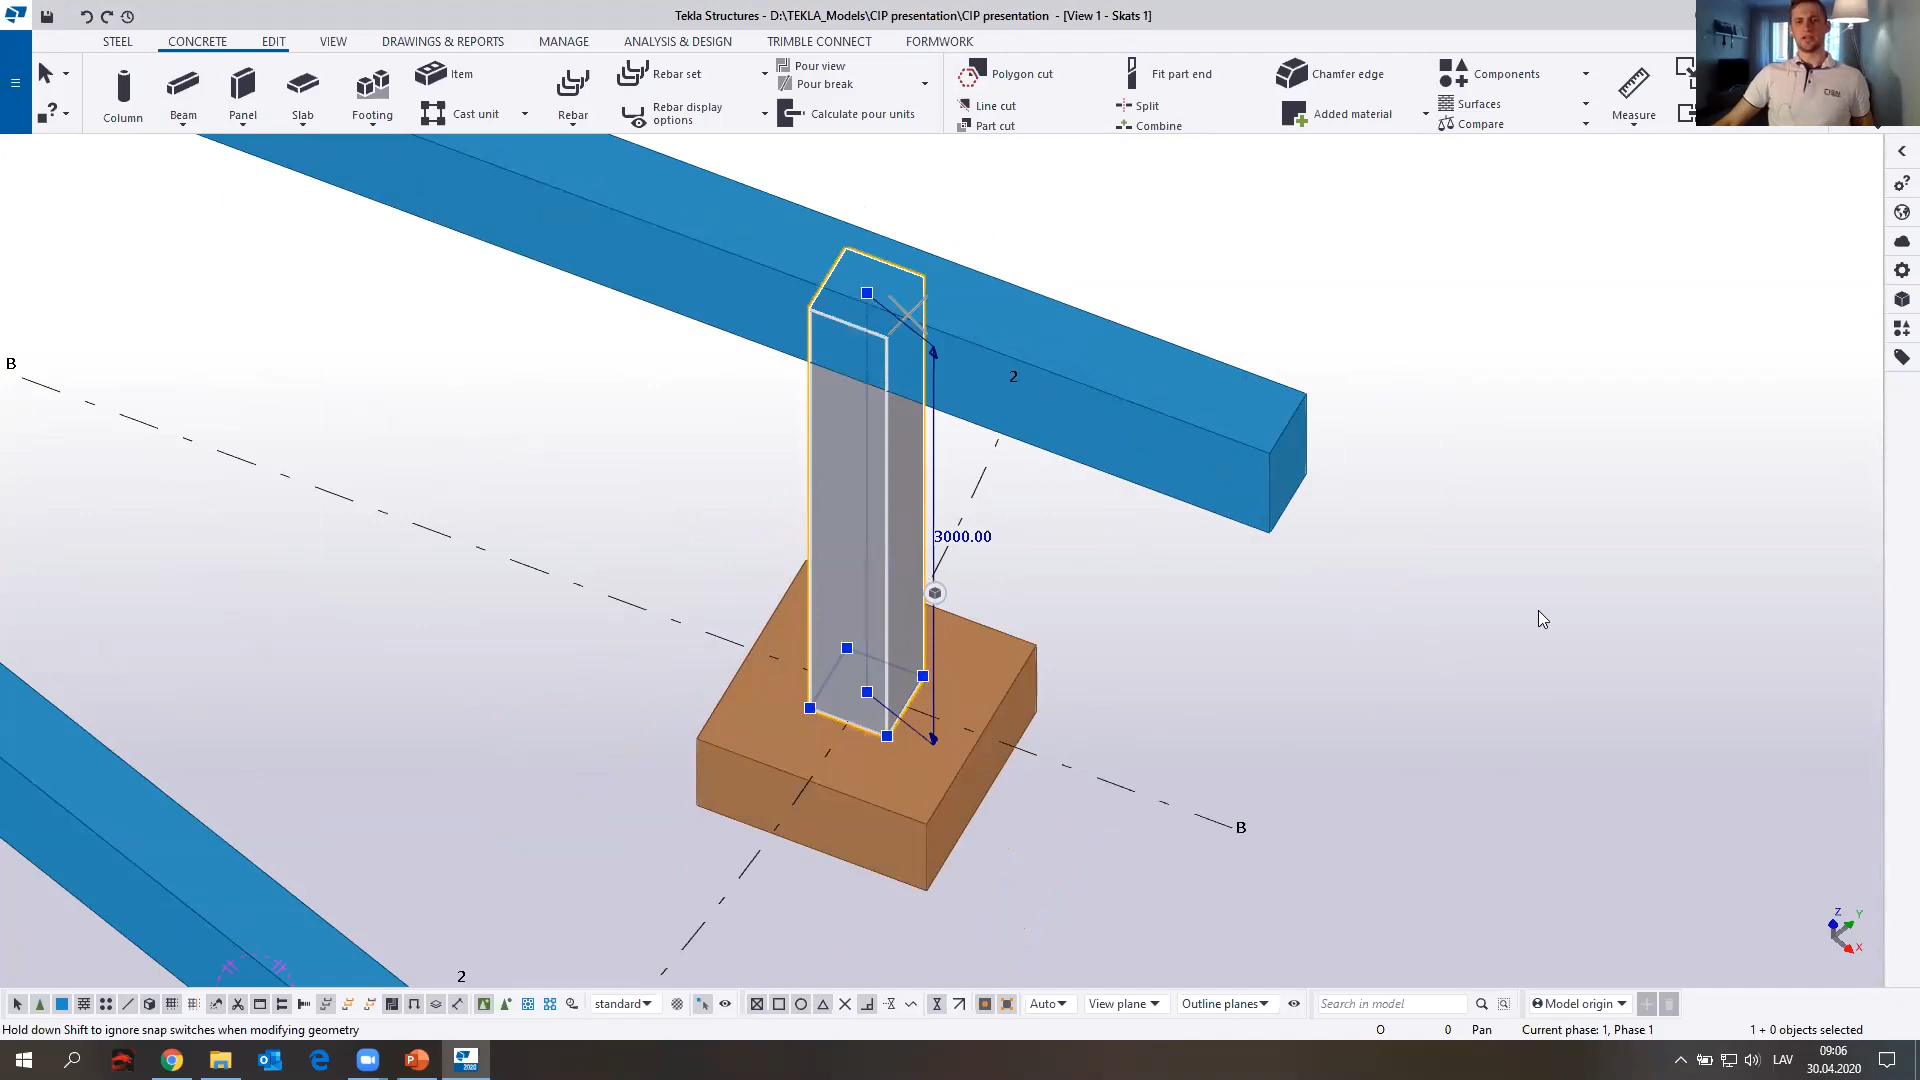 Tekla Structures - D:\TEKLA_Models\CIP presentation\CIP presentation - [View 1 - Skats 1]
STEEL CONCRETE EDIT VIEW DRAWINGS & REPORTS MANAGE ANALYSIS & DESIGN TRIMBLE CONNECT FORMWORK
Column Beam Panel Slab Footing
Item
Cast unit
Rebar
Rebar set
Rebar display options
Pour view
Pour break
Calculate pour units
Polygon cut
Line cut
Part cut
Fit part end
Split
Combine
Chamfer edge
Added material
Components
Surfaces
Compare
Measure
B
2
3000.00
B
2
Z
Y
X
standard Auto View plane Outline planes Search in model Model origin
Hold down Shift to ignore snap switches when modifying geometry O 0 Pan Current phase: 1, Phase 1 1 + 0 objects selected
2020
LAV
09:06
30.04.2020